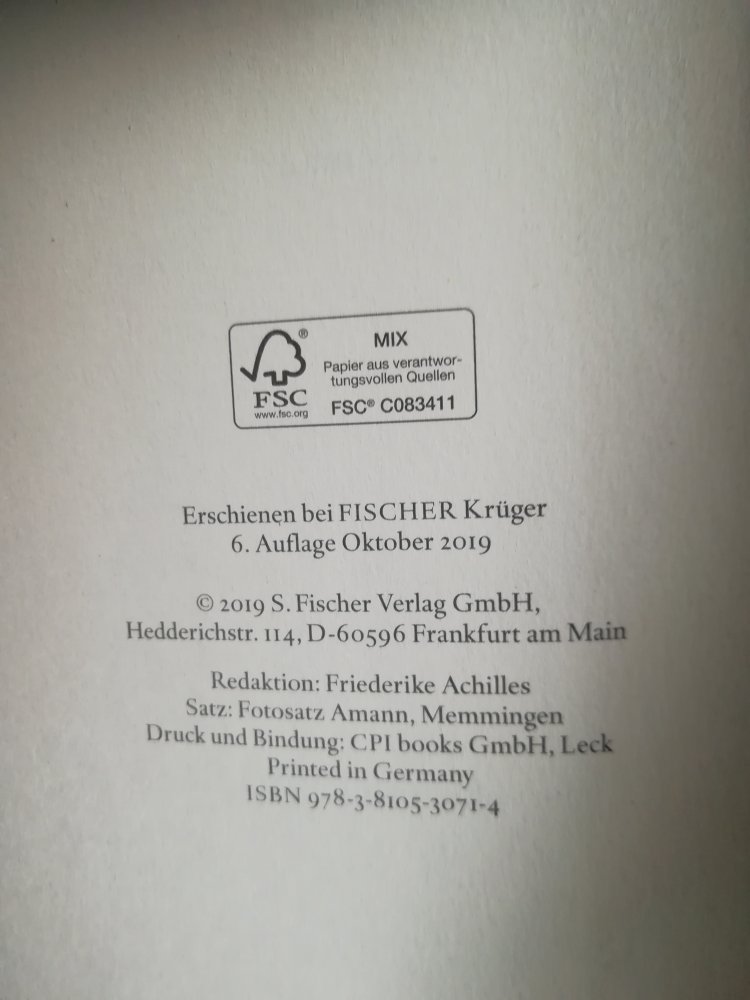 MIX
Papier aus verantwor-
tungsvollen Quellen
FSC® C083411
®
FSC
www.fsc.org
Erschienen bei FISCHER Krüger
6. Auflage Oktober 2019
© 2019 S. Fischer Verlag GmbH,
Hedderichstr. 114, D-60596 Frankfurt am Main
Redaktion: Friederike Achilles
Satz: Fotosatz Amann, Memmingen
Druck und Bindung: CPI books GmbH, Leck
Printed in Germany
ISBN 978-3-8105-3071-4